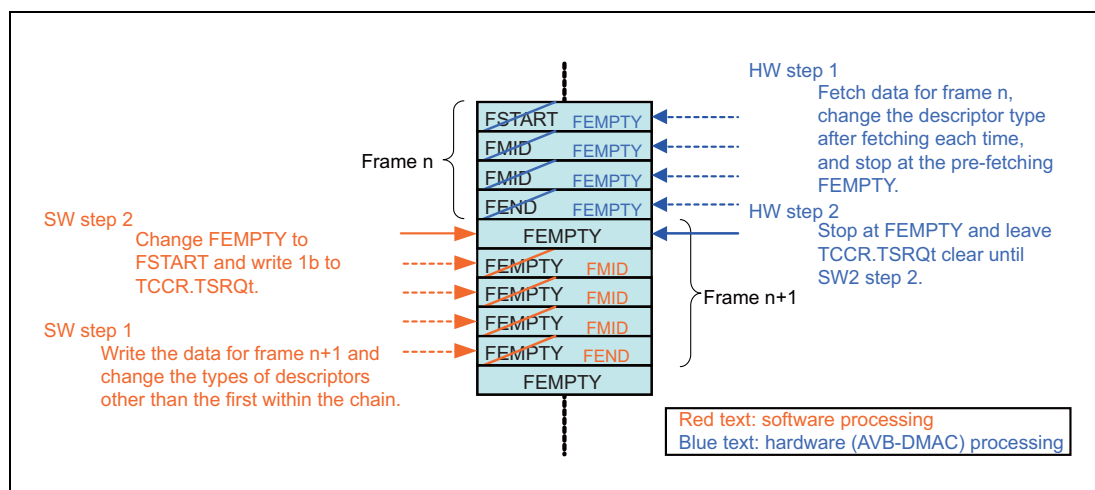 HW step 1
Fetch data for frame n,
change the descriptor type
after fetching each time,
and stop at the pre-fetching
FEMPTY.
FSTART FEMPTY
FMID FEMPTY
FMID FEMPTY
FEND FEMPTY
Frame n
HW step 2
Stop at FEMPTY and leave
TCCR.TSRQt clear until
SW2 step 2.
SW step 2
Change FEMPTY to
FSTART and write 1b to
TCCR.TSRQt.
FEMPTY
FEMPTY FMID
FEMPTY FMID
FEMPTY FMID
FEMPTY FEND
FEMPTY
Frame n+1
SW step 1
Write the data for frame n+1 and
change the types of descriptors
other than the first within the chain.
Red text: software processing
Blue text: hardware (AVB-DMAC) processing